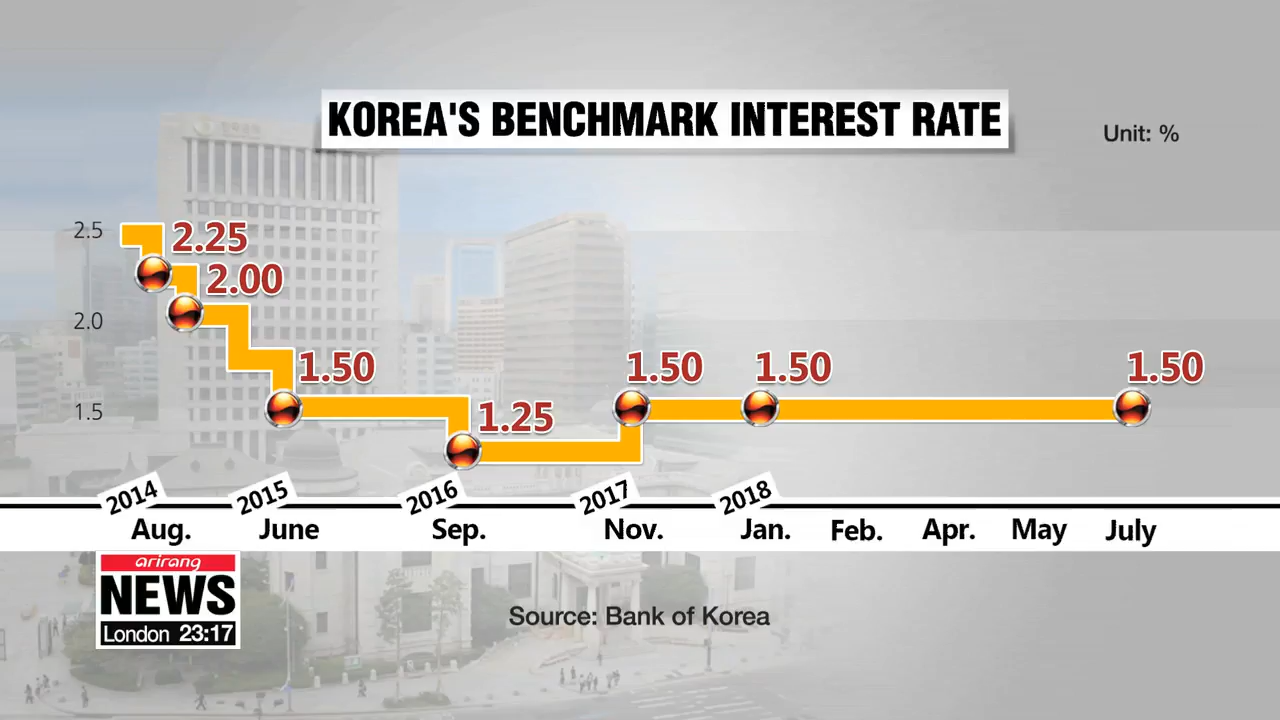 KOREA'S BENCHMARK INTEREST RATE
Unit: %
2.5
2.25
2.00
2.0
1.50
1.50
1.50
1.50
1.5
1.25
2014
2015
2016
2017
2018
Aug.
June
Sep.
Nov.
Jan.
Feb.
Apr.
May
July
arirang
NEWS
London 23:17
Source: Bank of Korea